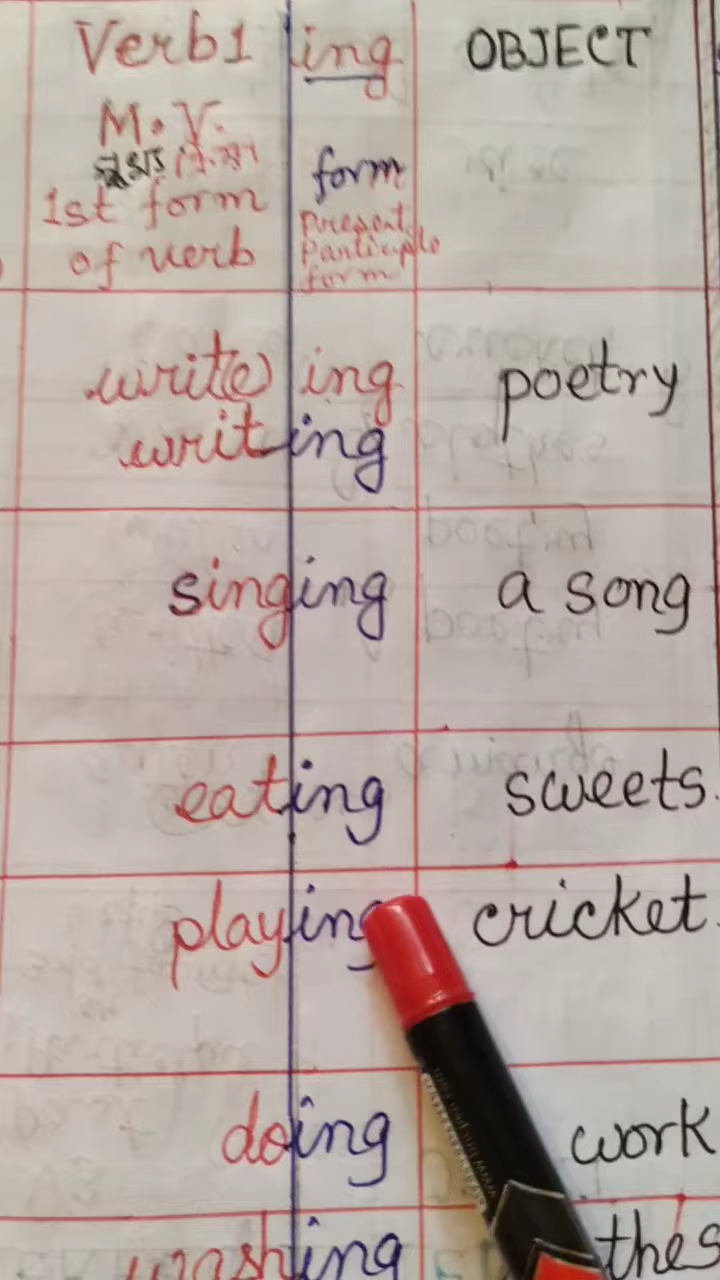 Verb1 ing OBJECT
M.V.
form
1st form
present
of verb participle
form
write ing poetry
writing
singing a song
eating sweets.
playing cricket.
doing work
washing